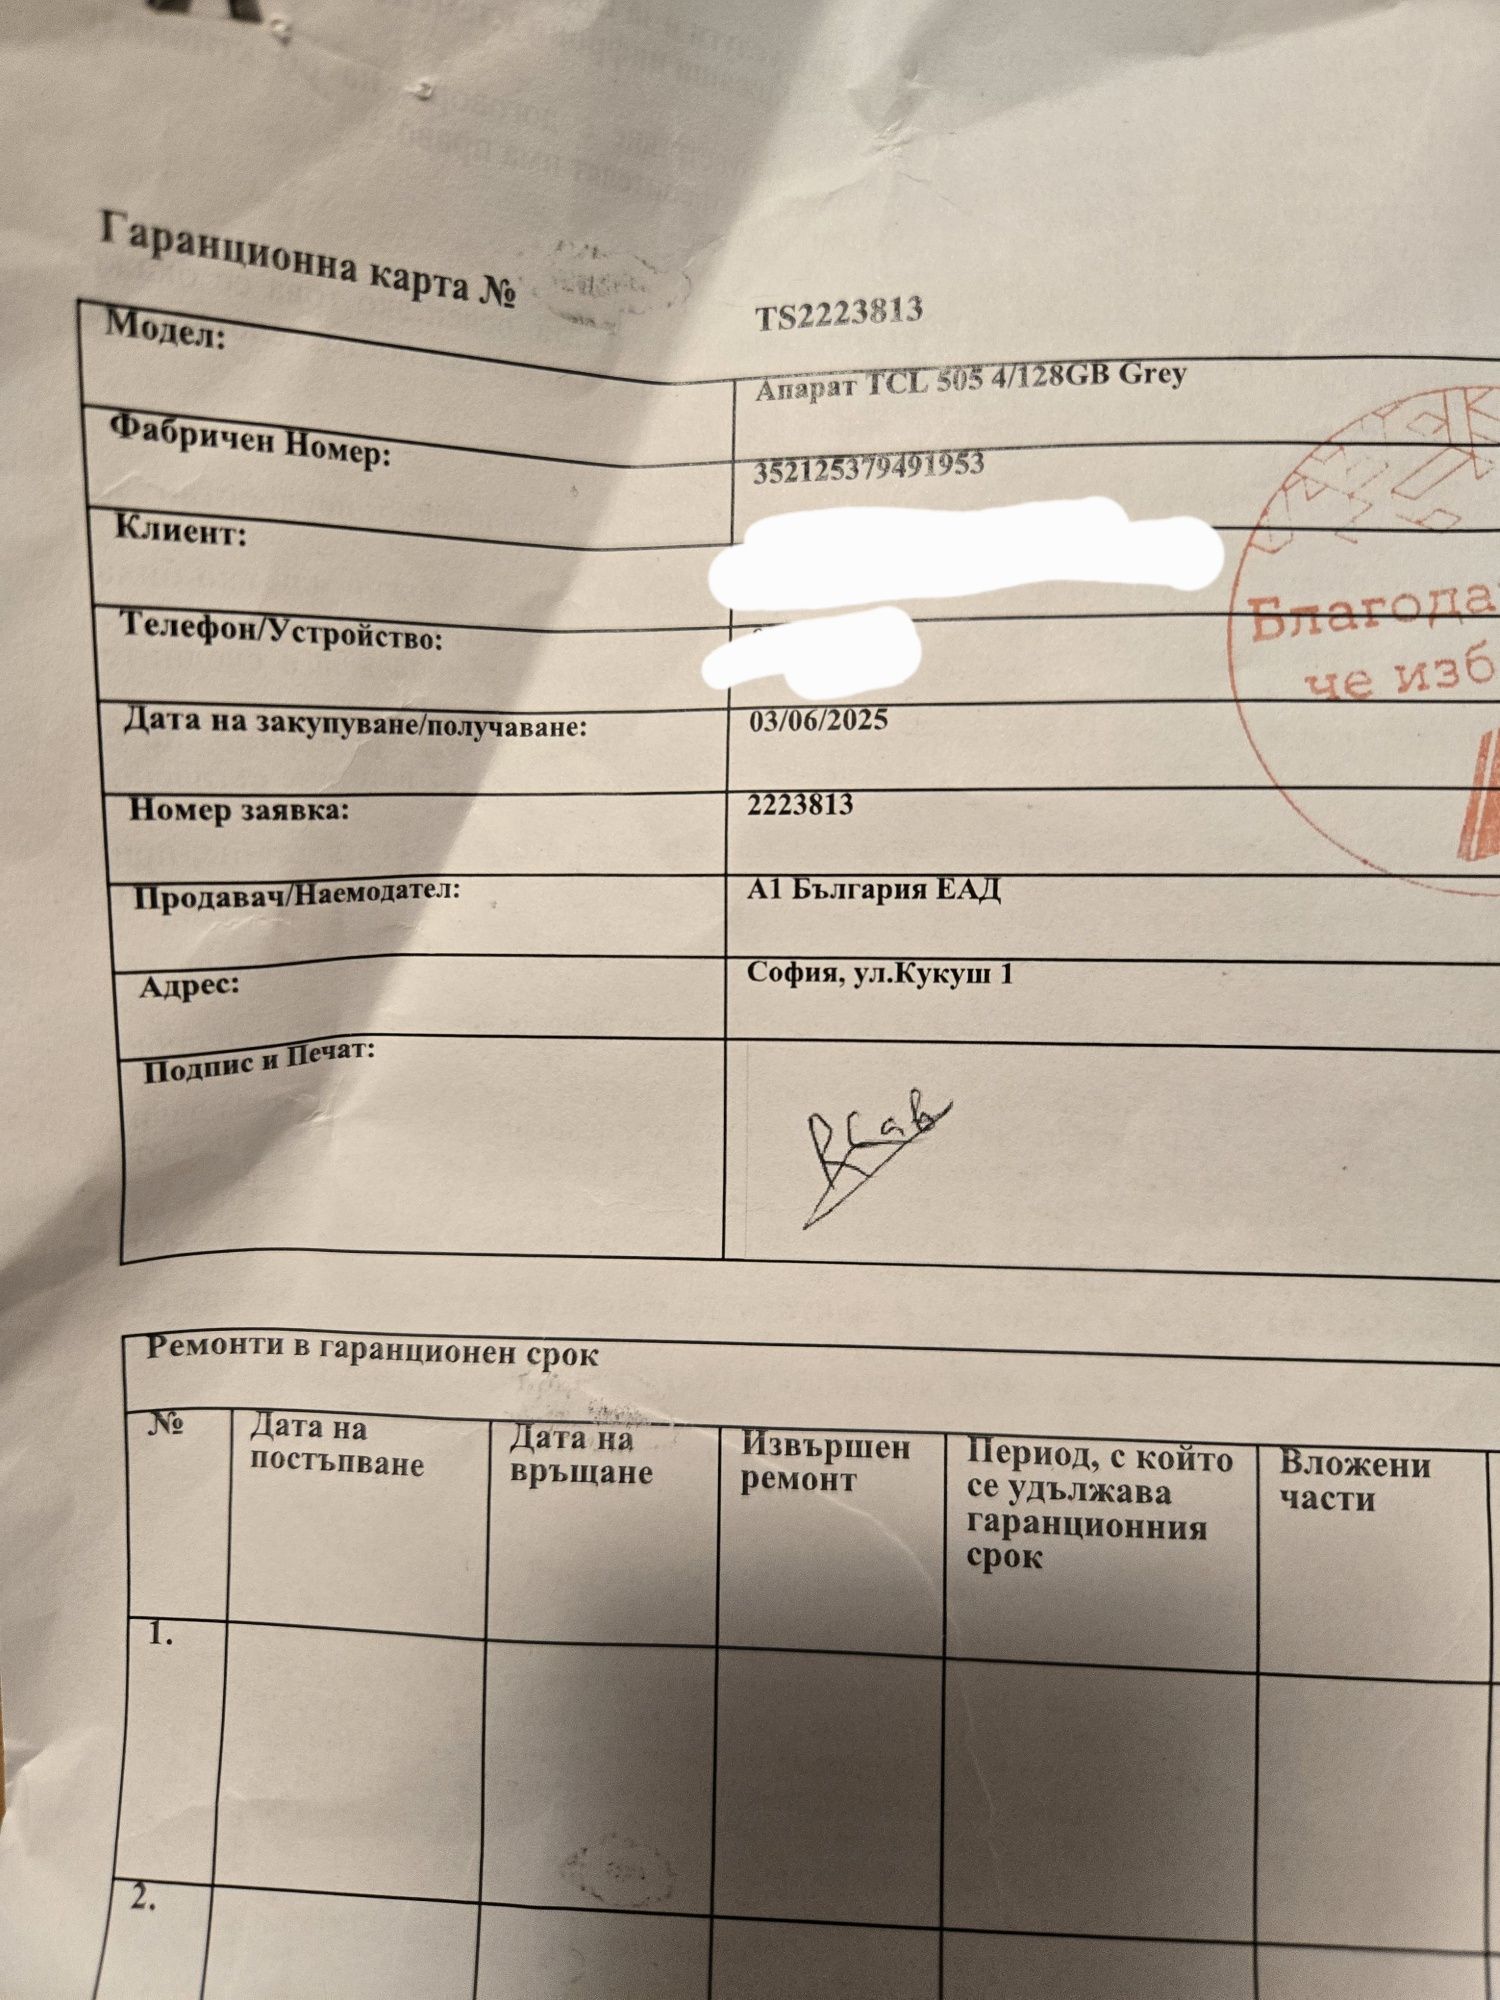 Гаранционна карта № TS2223813
Модел: Апарат TCL 505 4/128GB Grey
Фабричен Номер: 352125379491953
Клиент:
Телефон/Устройство:
Дата на закупуване/получаване: 03/06/2025
Номер заявка: 2223813
Продавач/Наемодател: А1 България ЕАД
Адрес: София, ул.Кукуш 1
Подпис и Печат:
Благода
че изб
Ремонти в гаранционен срок
№ Дата на постъпване Дата на връщане Извършен ремонт Период, с който се удължава гаранционния срок Вложени части
1.
2.